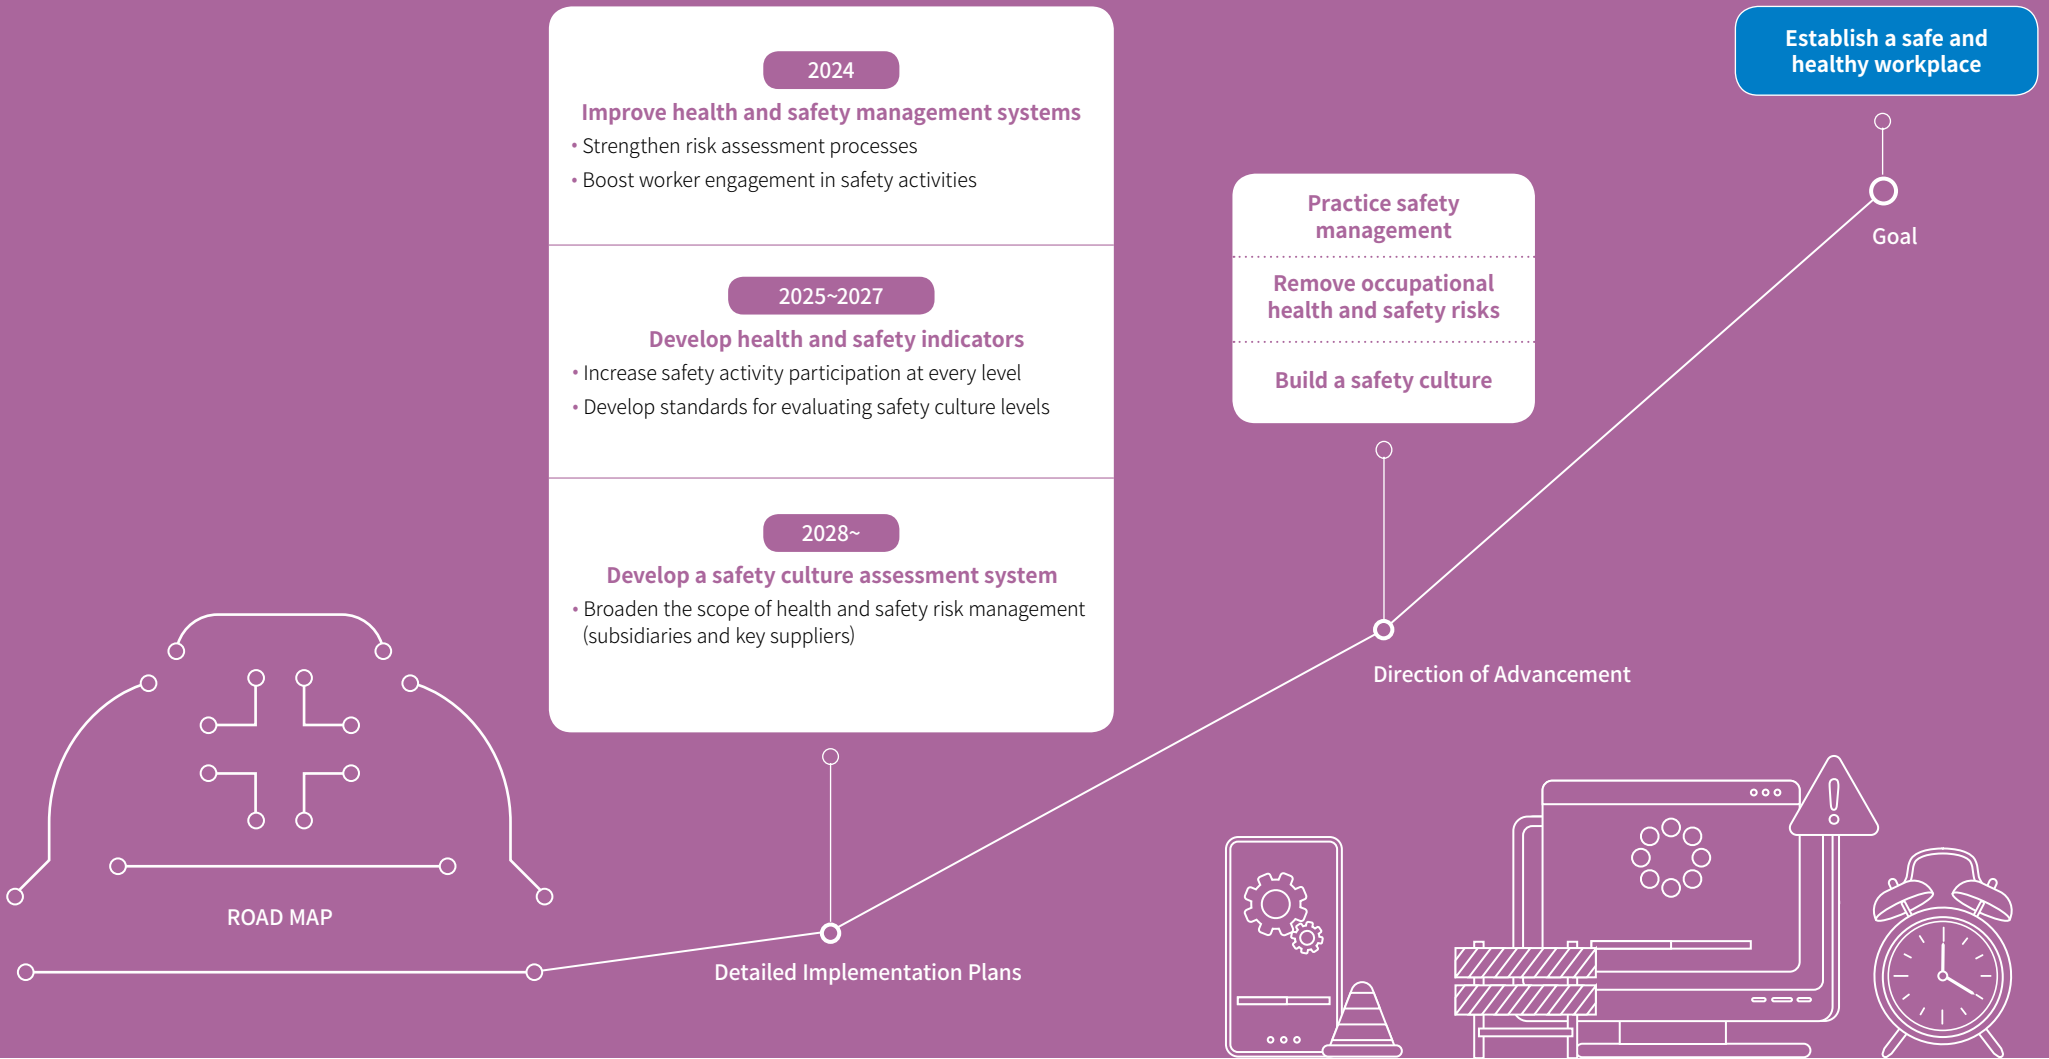 2024
Improve health and safety management systems
• Strengthen risk assessment processes
• Boost worker engagement in safety activities
2025~2027
Develop health and safety indicators
• Increase safety activity participation at every level
• Develop standards for evaluating safety culture levels
2028~
Develop a safety culture assessment system
• Broaden the scope of health and safety risk management
(subsidiaries and key suppliers)
ROAD MAP
Detailed Implementation Plans
Practice safety
management
Remove occupational
health and safety risks
Build a safety culture
Direction of Advancement
Establish a safe and
healthy workplace
Goal